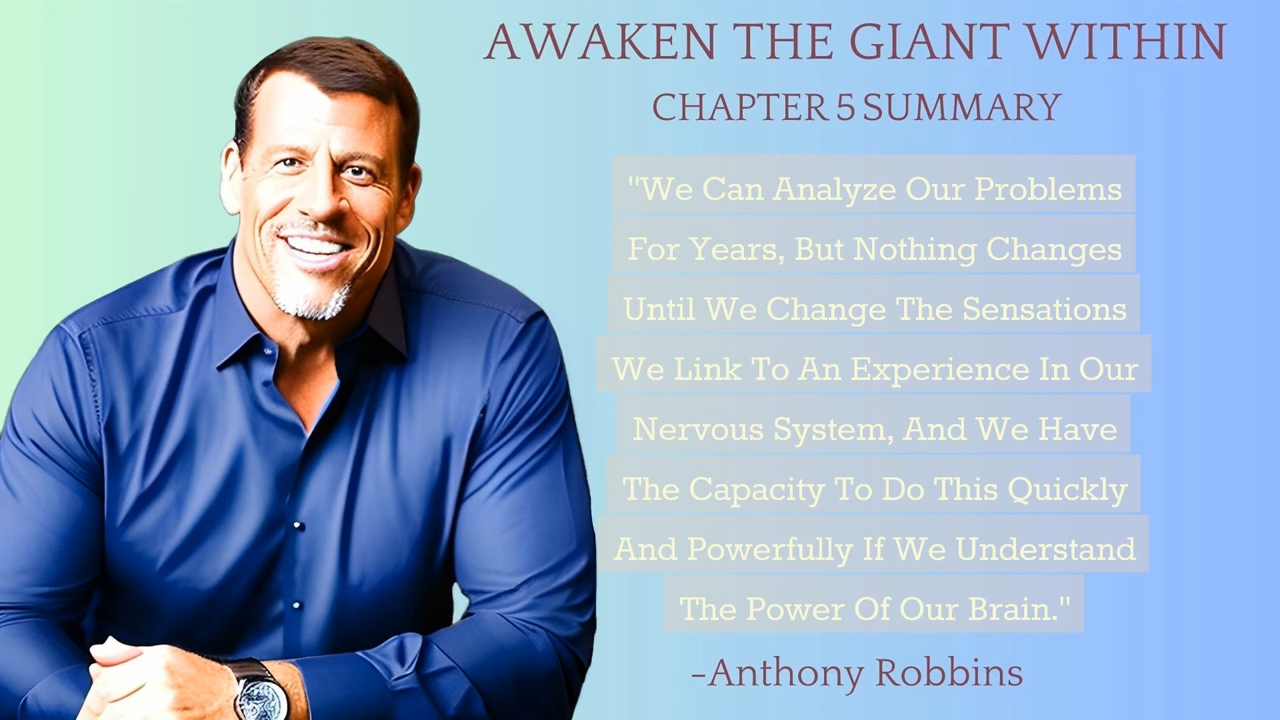 AWAKEN THE GIANT WITHIN
CHAPTER 5 SUMMARY
"We Can Analyze Our Problems
For Years, But Nothing Changes
Until We Change The Sensations
We Link To An Experience In Our
Nervous System, And We Have
The Capacity To Do This Quickly
And Powerfully If We Understand
The Power Of Our Brain."
-Anthony Robbins